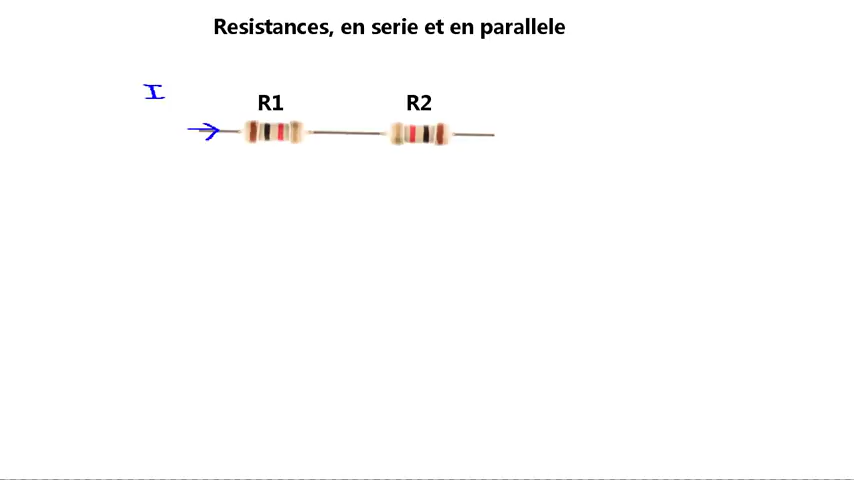 Resistances, en serie et en parallele
I
R1 R2